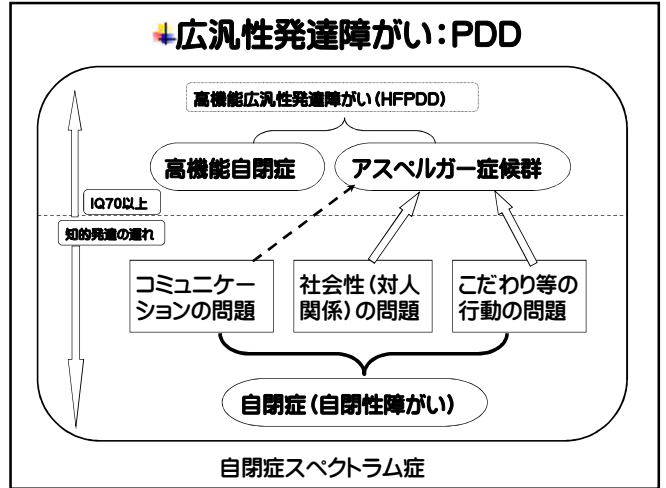 広汎性発達障がい：PDD
高機能広汎性発達障がい（HFPDD）
高機能自閉症
アスペルガー症候群
IQ70以上
知的発達の遅れ
コミュニケー
ションの問題
社会性（対人
関係）の問題
こだわり等の
行動の問題
自閉症（自閉性障がい）
自閉症スペクトラム症